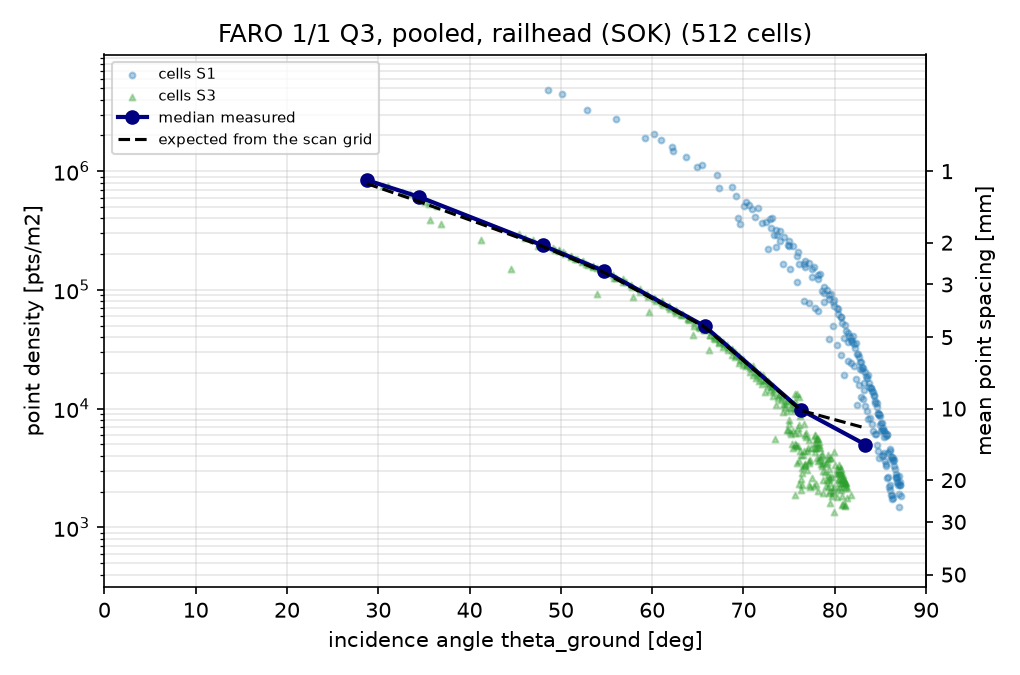 FARO 1/1 Q3, pooled, railhead (SOK) (512 cells)
cells S1
cells S3
median measured
expected from the scan grid
point density [pts/m2]
10^6
10^5
10^4
10^3
1
2
3
5
10
20
30
50
mean point spacing [mm]
0 10 20 30 40 50 60 70 80 90
incidence angle theta_ground [deg]